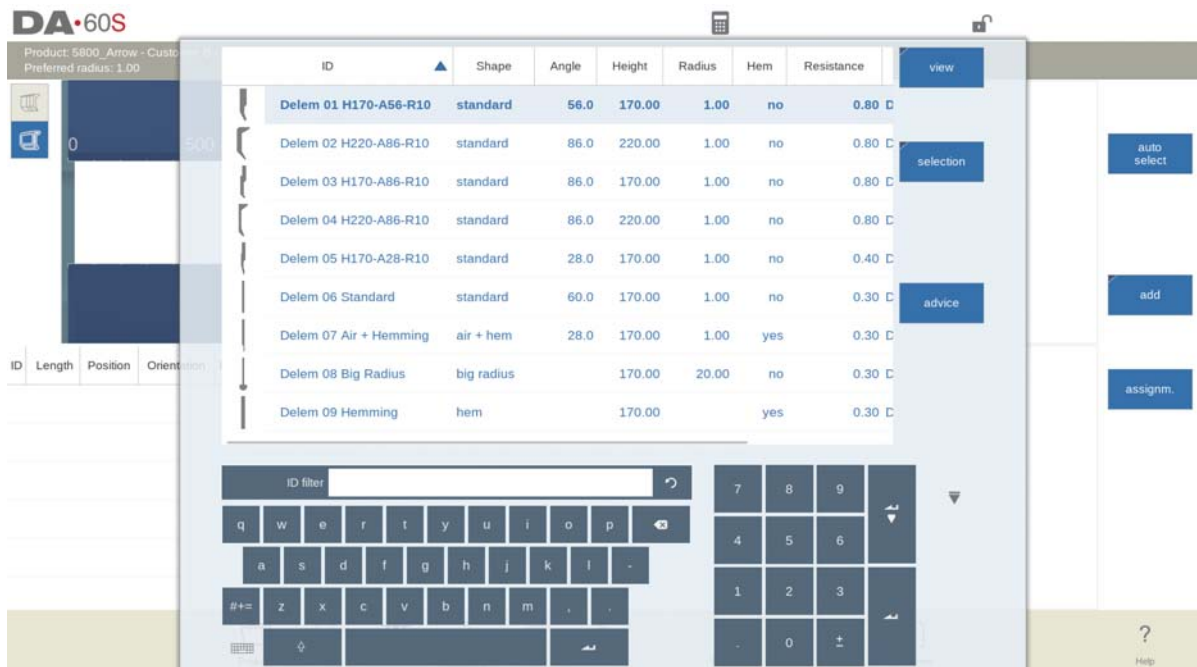 DA•60S
Product: 5800_Arrow - Custo
Preferred radius: 1.00
0 500
ID Shape Angle Height Radius Hem Resistance
Delem 01 H170-A56-R10 standard 56.0 170.00 1.00 no 0.80 D
Delem 02 H220-A86-R10 standard 86.0 220.00 1.00 no 0.80 D
Delem 03 H170-A86-R10 standard 86.0 170.00 1.00 no 0.80 D
Delem 04 H220-A86-R10 standard 86.0 220.00 1.00 no 0.80 D
Delem 05 H170-A28-R10 standard 28.0 170.00 1.00 no 0.40 D
Delem 06 Standard standard 60.0 170.00 1.00 no 0.30 D
Delem 07 Air + Hemming air + hem 28.0 170.00 1.00 yes 0.30 D
Delem 08 Big Radius big radius 170.00 20.00 no 0.30 D
Delem 09 Hemming hem 170.00 yes 0.30 D
view
selection
advice
auto
select
add
assignm.
ID Length Position Orientation
ID filter
q w e r t y u i o p
a s d f g h j k l -
#+= z x c v b n m , .
7 8 9
4 5 6
1 2 3
. 0 ±
?
Help